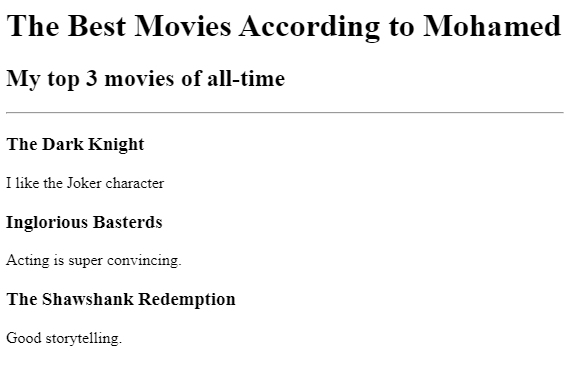 The Best Movies According to Mohamed
My top 3 movies of all-time
The Dark Knight
I like the Joker character
Inglorious Basterds
Acting is super convincing.
The Shawshank Redemption
Good storytelling.